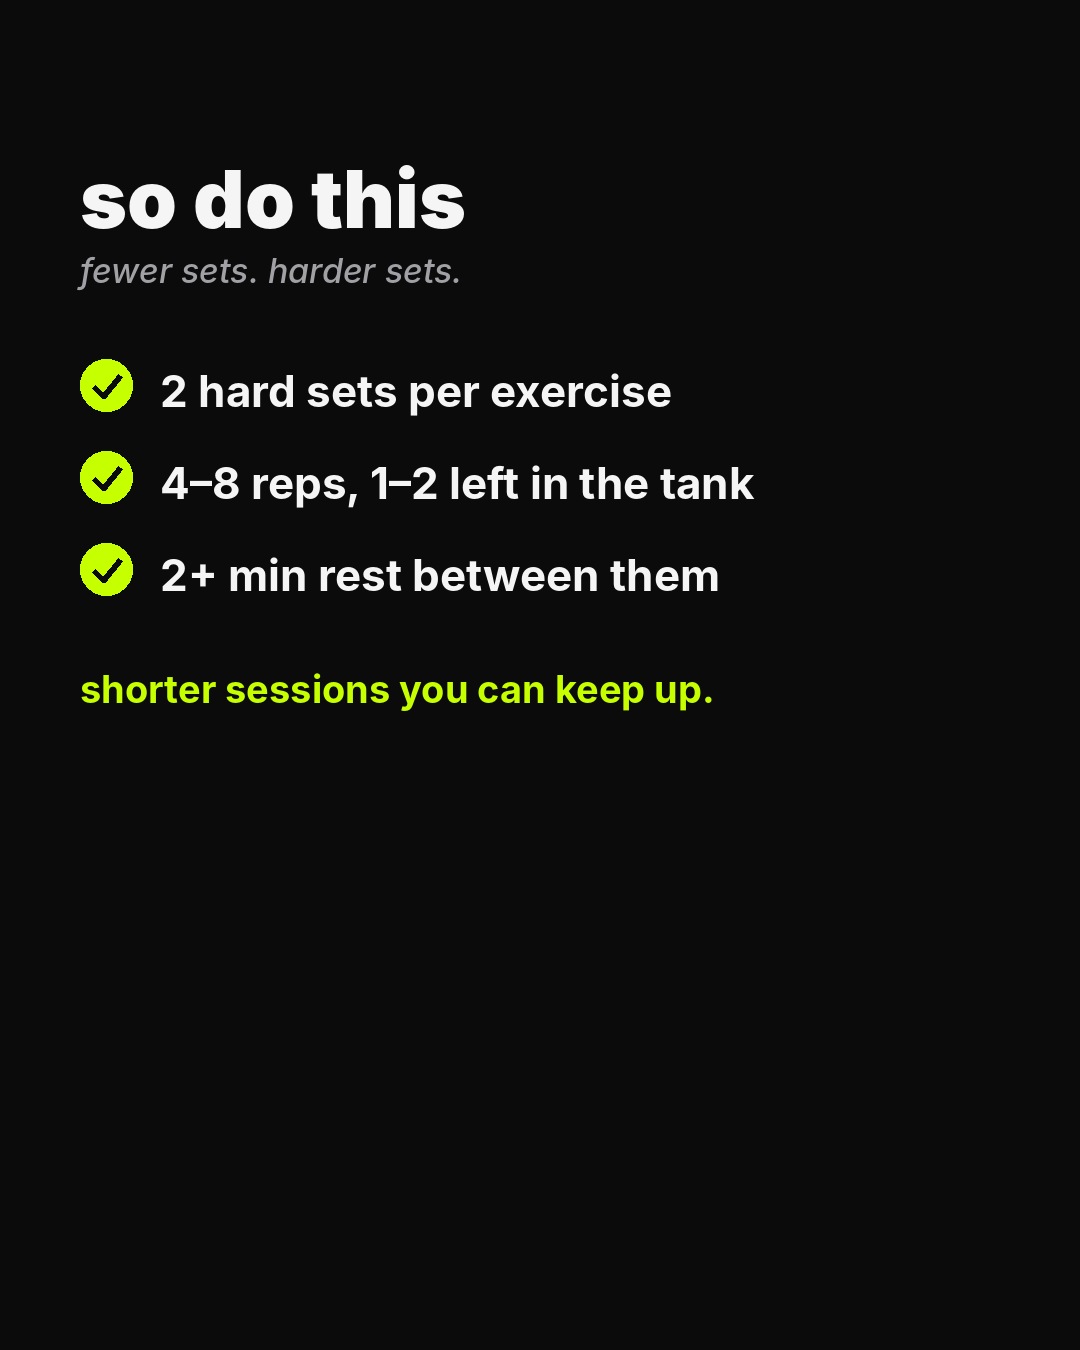 so do this
fewer sets. harder sets.
2 hard sets per exercise
4–8 reps, 1–2 left in the tank
2+ min rest between them
shorter sessions you can keep up.